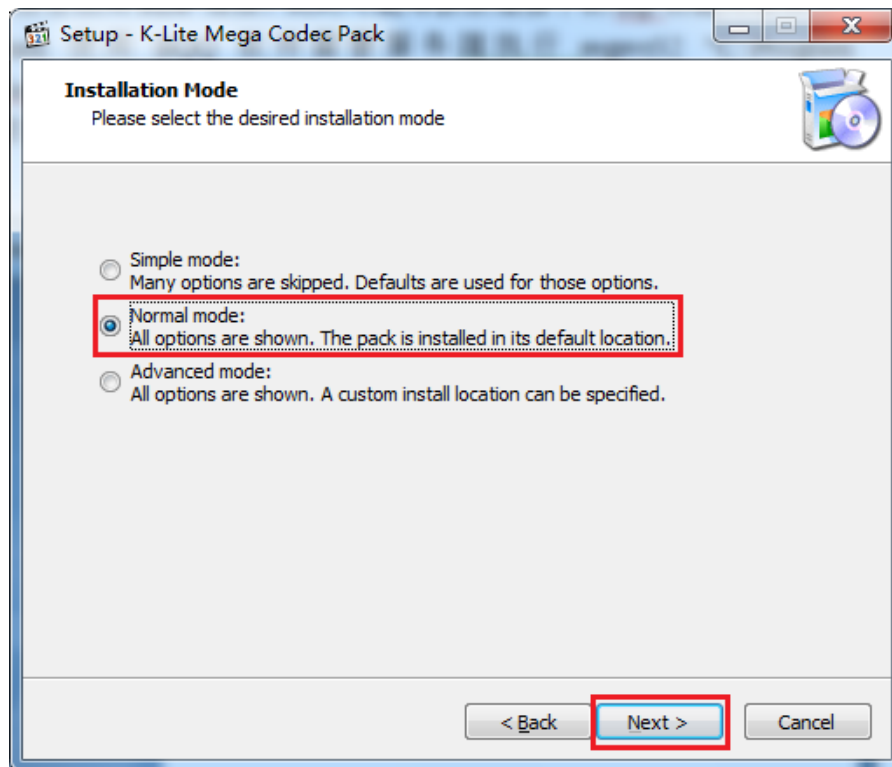 Setup - K-Lite Mega Codec Pack
Installation Mode
Please select the desired installation mode
Simple mode:
Many options are skipped. Defaults are used for those options.
Normal mode:
All options are shown. The pack is installed in its default location.
Advanced mode:
All options are shown. A custom install location can be specified.
< Back
Next >
Cancel